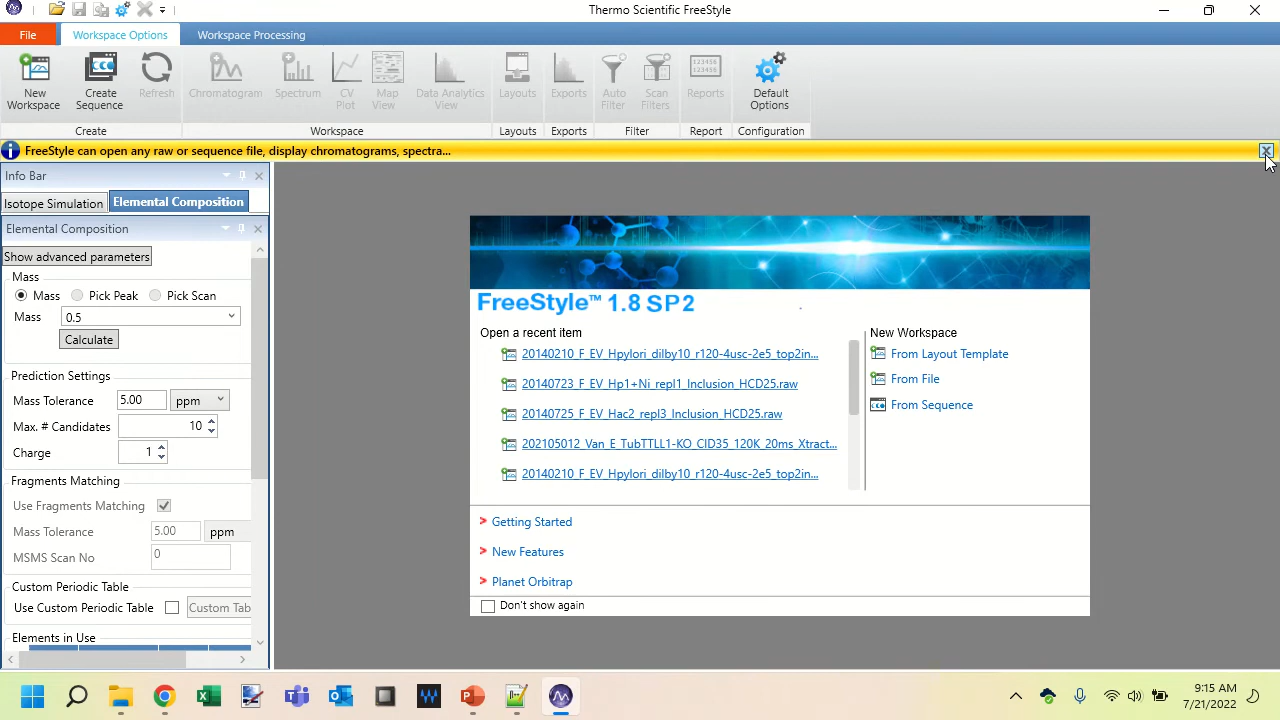 Thermo Scientific FreeStyle
File
Workspace Options
Workspace Processing
New Workspace
Create Sequence
Refresh
Chromatogram
Spectrum
CV Plot
Map View
Data Analytics View
Layouts
Exports
Auto Filter
Scan Filters
Reports
Default Options
Create
Workspace
Layouts
Exports
Filter
Report
Configuration
FreeStyle can open any raw or sequence file, display chromatograms, spectra...
Info Bar
Isotope Simulation
Elemental Composition
Elemental Composition
Show advanced parameters
Mass
Mass Pick Peak Pick Scan
Mass 0.5
Calculate
Prediction Settings
Mass Tolerance 5.00 ppm
Max. # Candidates 10
Charge 1
Fragments Matching
Use Fragments Matching
Mass Tolerance 5.00 ppm
MSMS Scan No 0
Custom Periodic Table
Use Custom Periodic Table Custom Tab
Elements in Use
FreeStyle™ 1.8 SP2
Open a recent item
20140210_F_EV_Hpylori_dilby10_r120-4usc-2e5_top2in...
20140723_F_EV_Hp1+Ni_repl1_Inclusion_HCD25.raw
20140725_F_EV_Hac2_repl3_Inclusion_HCD25.raw
202105012_Van_E_TubTTLL1-KO_CID35_120K_20ms_Xtract...
20140210_F_EV_Hpylori_dilby10_r120-4usc-2e5_top2in...
New Workspace
From Layout Template
From File
From Sequence
Getting Started
New Features
Planet Orbitrap
Don't show again
9:15 AM
7/21/2022